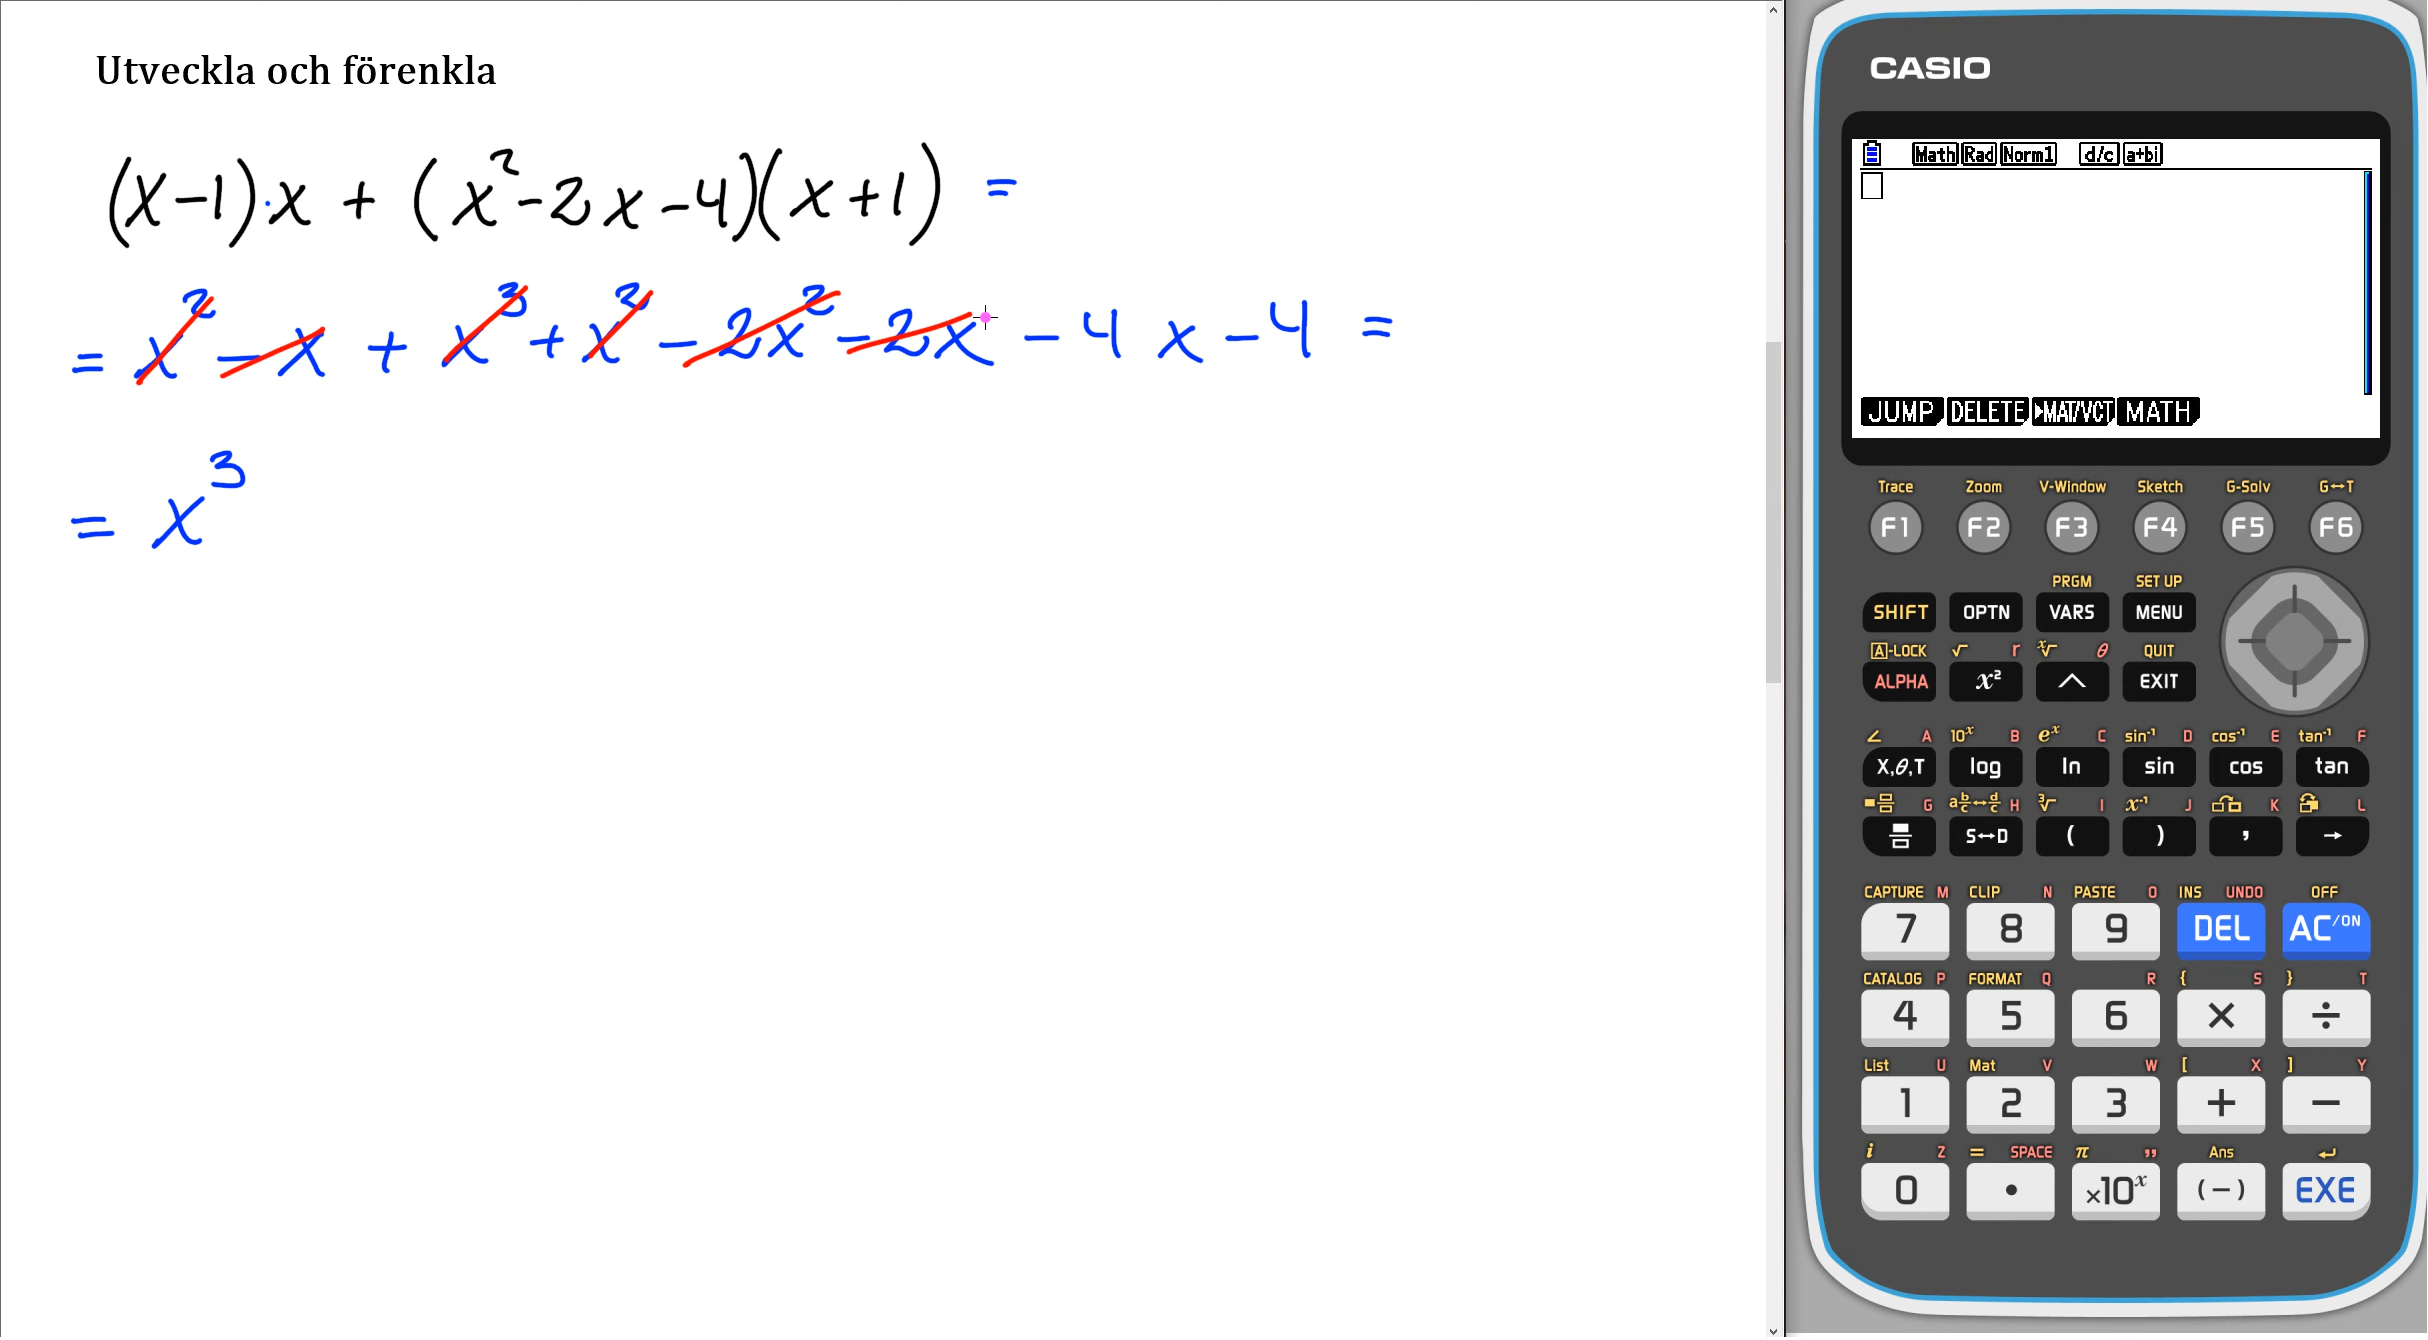 Utveckla och förenkla
(x-1)·x + (x²-2x-4)(x+1) =
= x² - x + x³ + x² - 2x² - 2x - 4x - 4 =
= x³
CASIO
Math Rad Norm1 d/c a+bi
JUMP DELETE ▶MAT/VCT MATH
Trace Zoom V-Window Sketch G-Solv G↔T
F1 F2 F3 F4 F5 F6
PRGM SET UP
SHIFT OPTN VARS MENU
A-LOCK √ r ˣ√ θ QUIT
ALPHA x² ^ EXIT
∠ A 10ˣ B eˣ C sin⁻¹ D cos⁻¹ E tan⁻¹ F
X,θ,T log ln sin cos tan
G a b/c↔d/c H ³√ I x⁻¹ J K L
S↔D ( ) , →
CAPTURE M CLIP N PASTE O INS UNDO OFF
7 8 9 DEL AC/ON
CATALOG P FORMAT Q R { S } T
4 5 6 × ÷
List U Mat V W [ X ] Y
1 2 3 + −
i Z = SPACE π " Ans ↵
0 • ×10ˣ (−) EXE